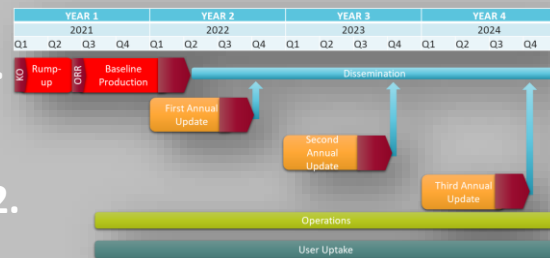 YEAR 1 YEAR 2 YEAR 3 YEAR 4
2021 2022 2023 2024
Q1 Q2 Q3 Q4 Q1 Q2 Q3 Q4 Q1 Q2 Q3 Q4 Q1 Q2 Q3 Q4
KO
Rump-
up
ORR
Baseline
Production
Dissemination
First Annual
Update
Second
Annual
Update
Third Annual
Update
2.
Operations
User Uptake